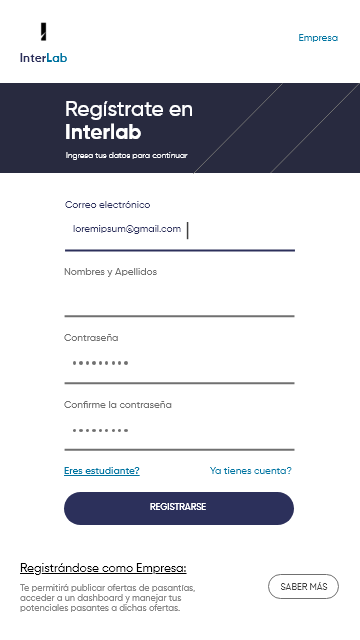 Empresa
InterLab
Regístrate en
Interlab
Ingresa tus datos para continuar
Correo electrónico
loremipsum@gmail.com
Nombres y Apellidos
Contraseña
Confirme la contraseña
Eres estudiante? Ya tienes cuenta?
REGISTRARSE
Registrándose como Empresa:
Te permitirá publicar ofertas de pasantías,
acceder a un dashboard y manejar tus
potenciales pasantes a dichas ofertas.
SABER MÁS